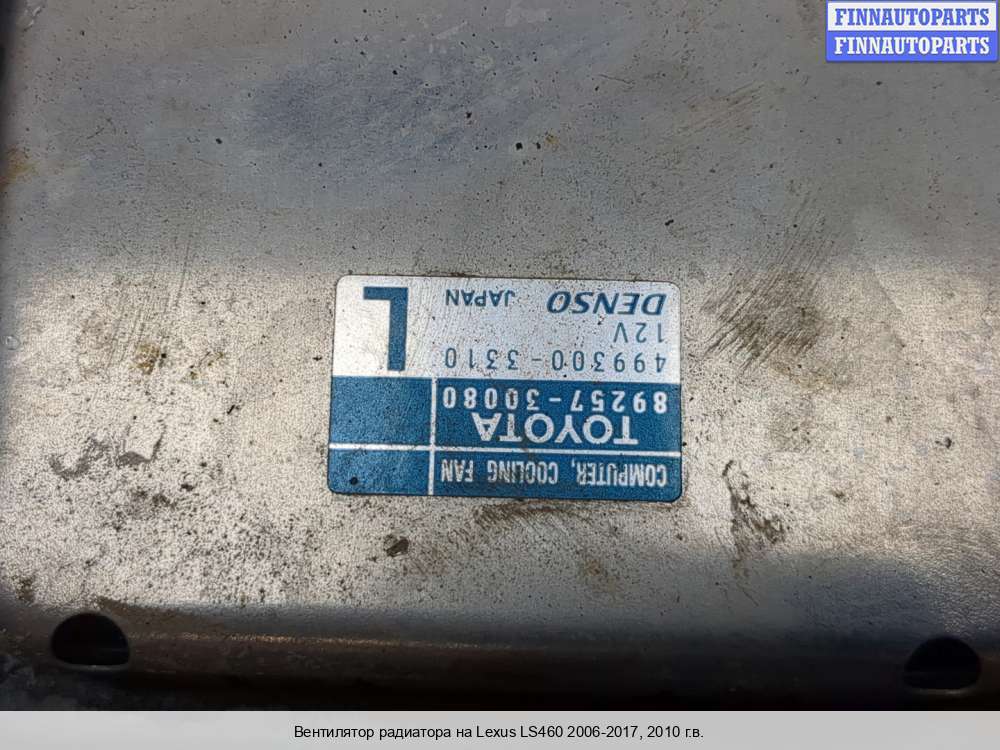 FINNAUTOPARTS
FINNAUTOPARTS
COMPUTER, COOLING FAN
TOYOTA
89257-30080
499300-3310
12V
DENSO JAPAN
L
Вентилятор радиатора на Lexus LS460 2006-2017, 2010 г.в.